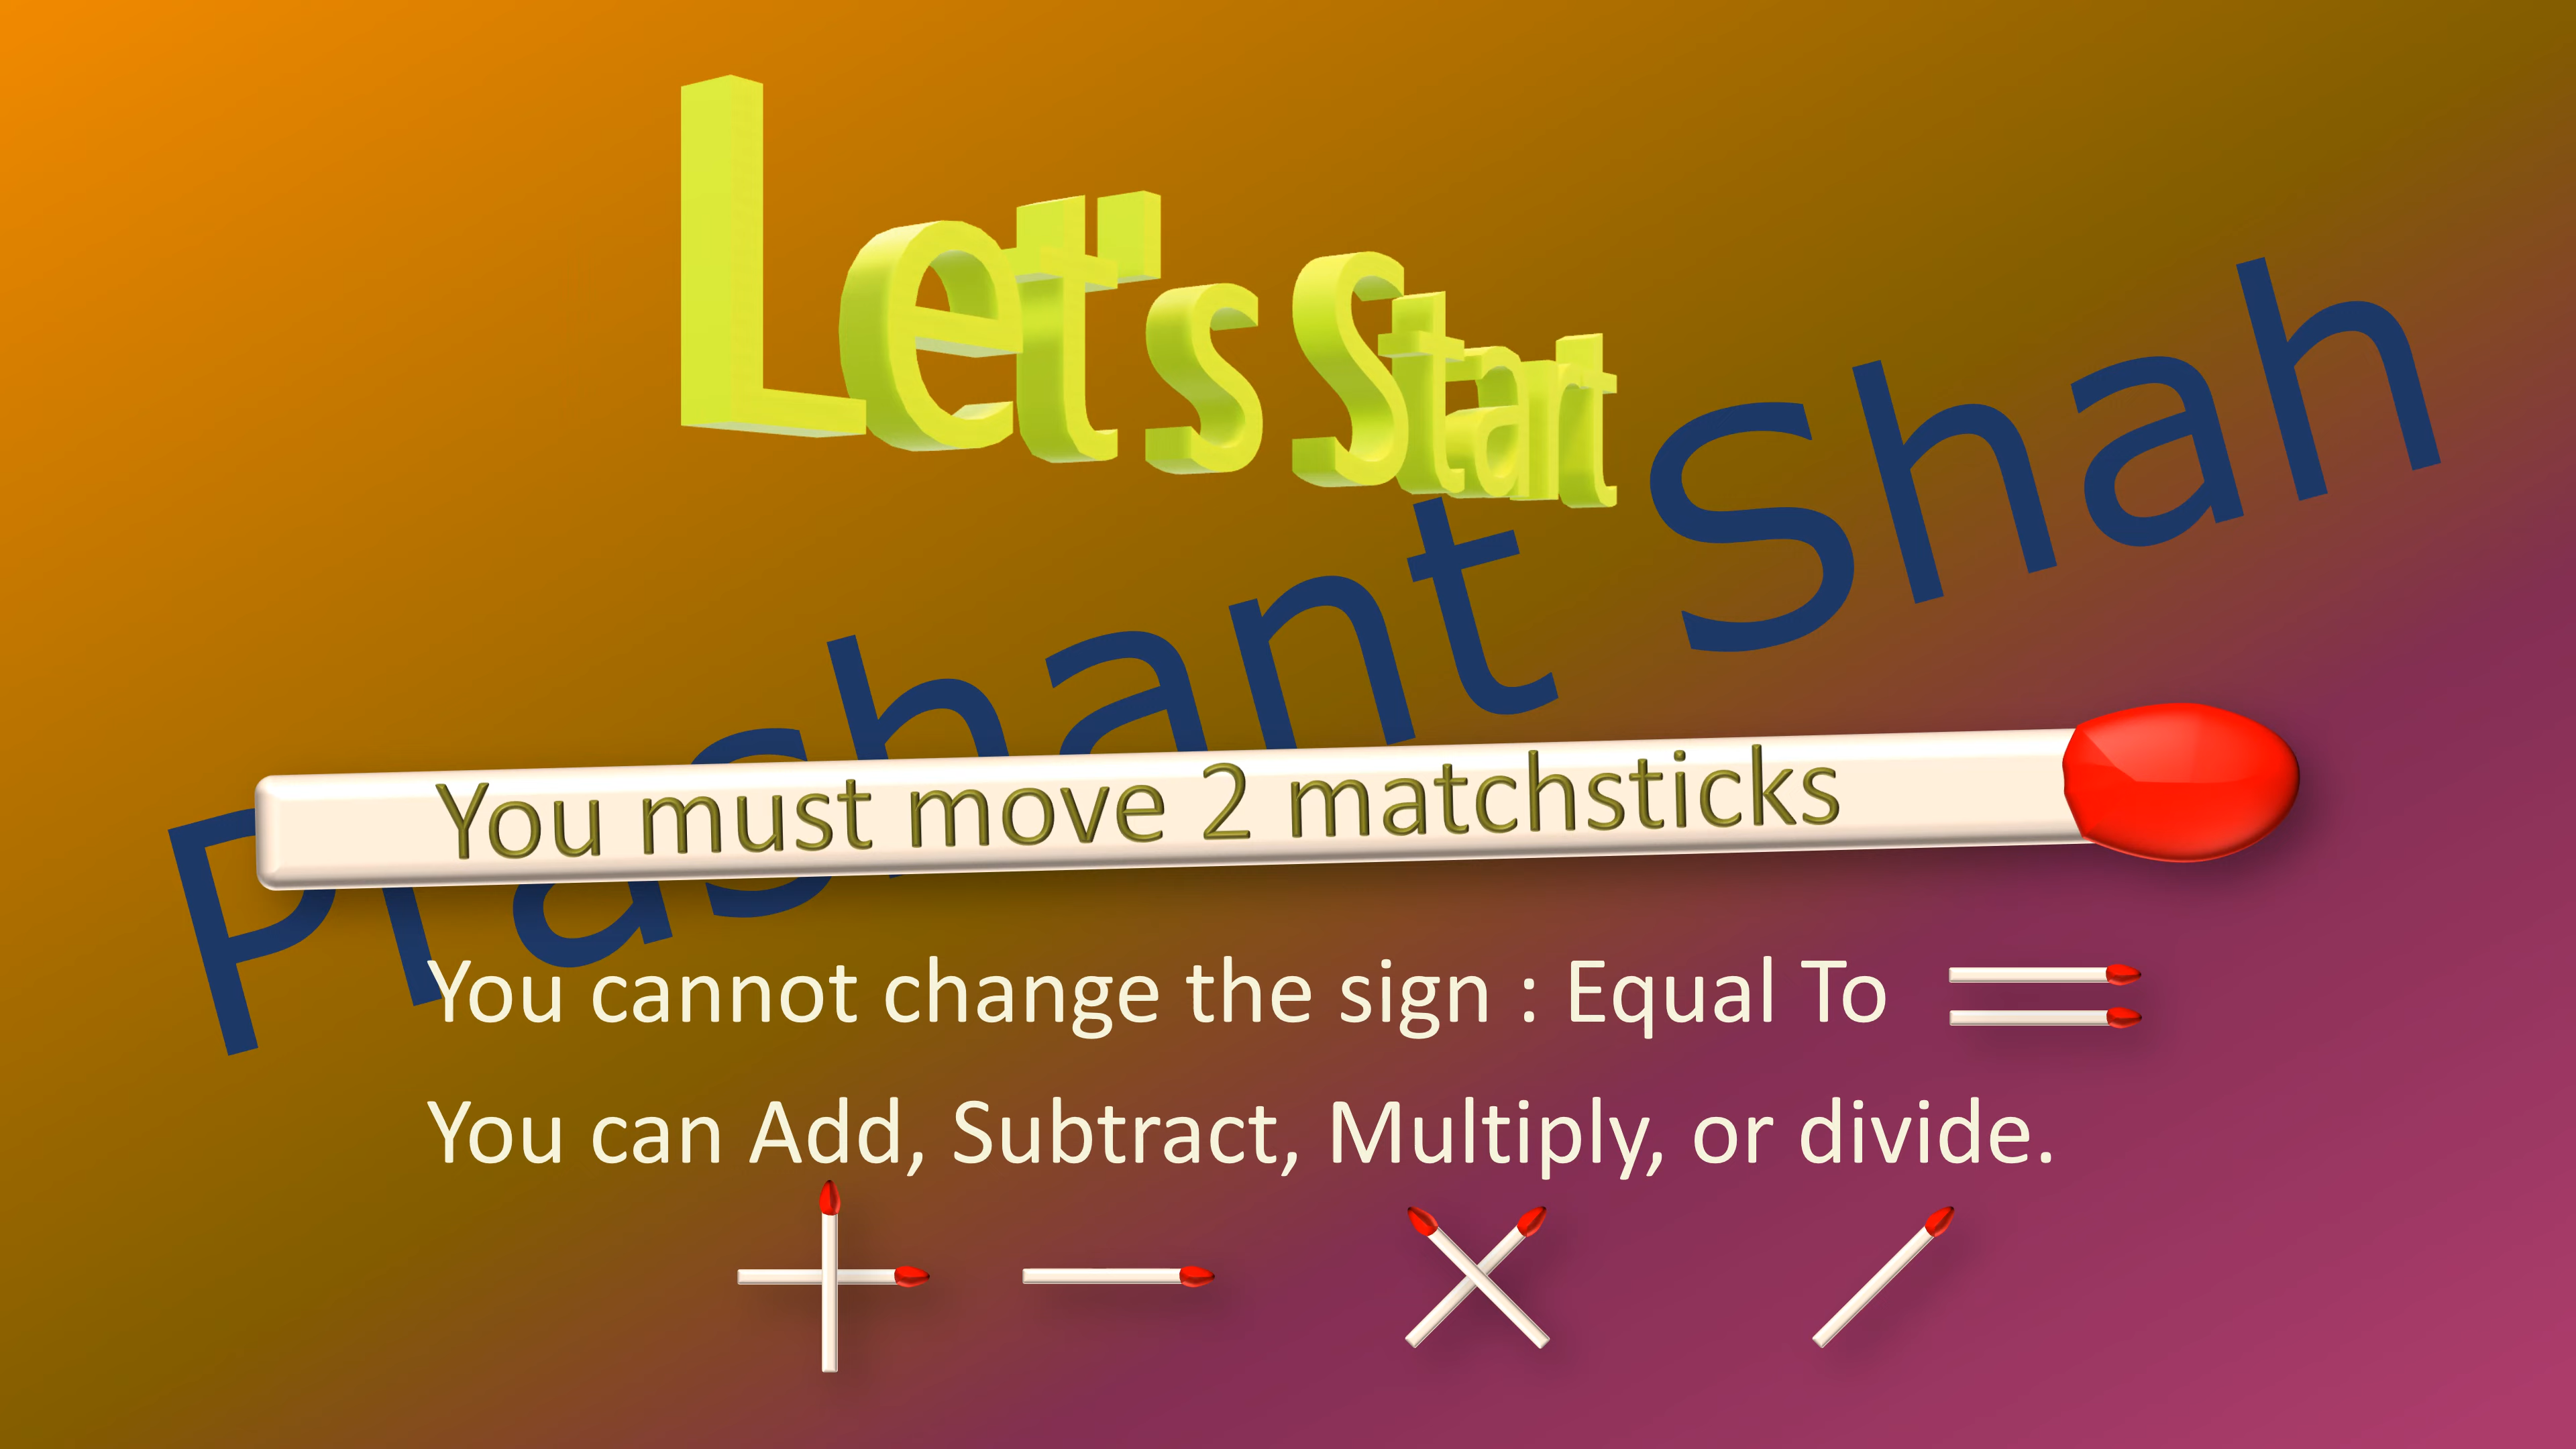 Let's Start
Prashant Shah
You must move 2 matchsticks
You cannot change the sign : Equal To =
You can Add, Subtract, Multiply, or divide.
+ − × /